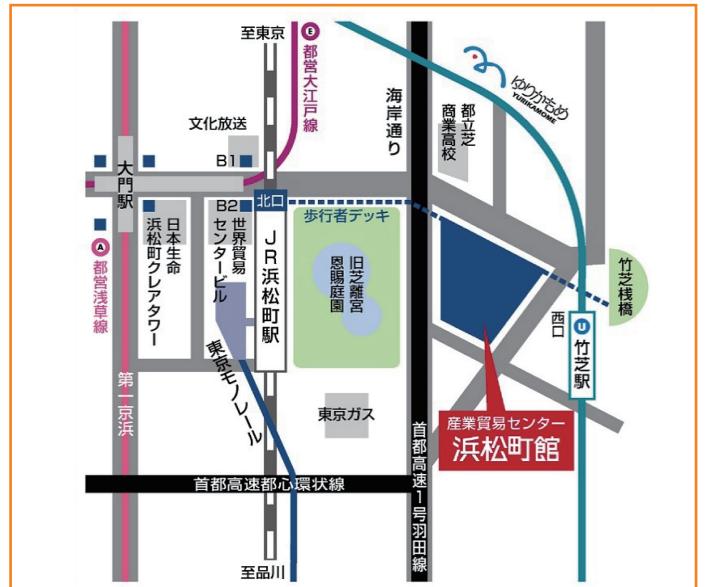 至東京
E
都営大江戸線
海岸通り
ゆりかもめ
YURIKAMOME
都立芝
商業高校
文化放送
B1
大門駅
北口
歩行者デッキ
B2
日本生命
浜松町クレアタワー
世界貿易
センタービル
JR浜松町駅
旧芝離宮
恩賜庭園
竹芝桟橋
A
都営浅草線
西口
U
竹芝駅
東京モノレール
第一京浜
東京ガス
産業貿易センター
浜松町館
首都高速都心環状線
首都高速1号羽田線
至品川